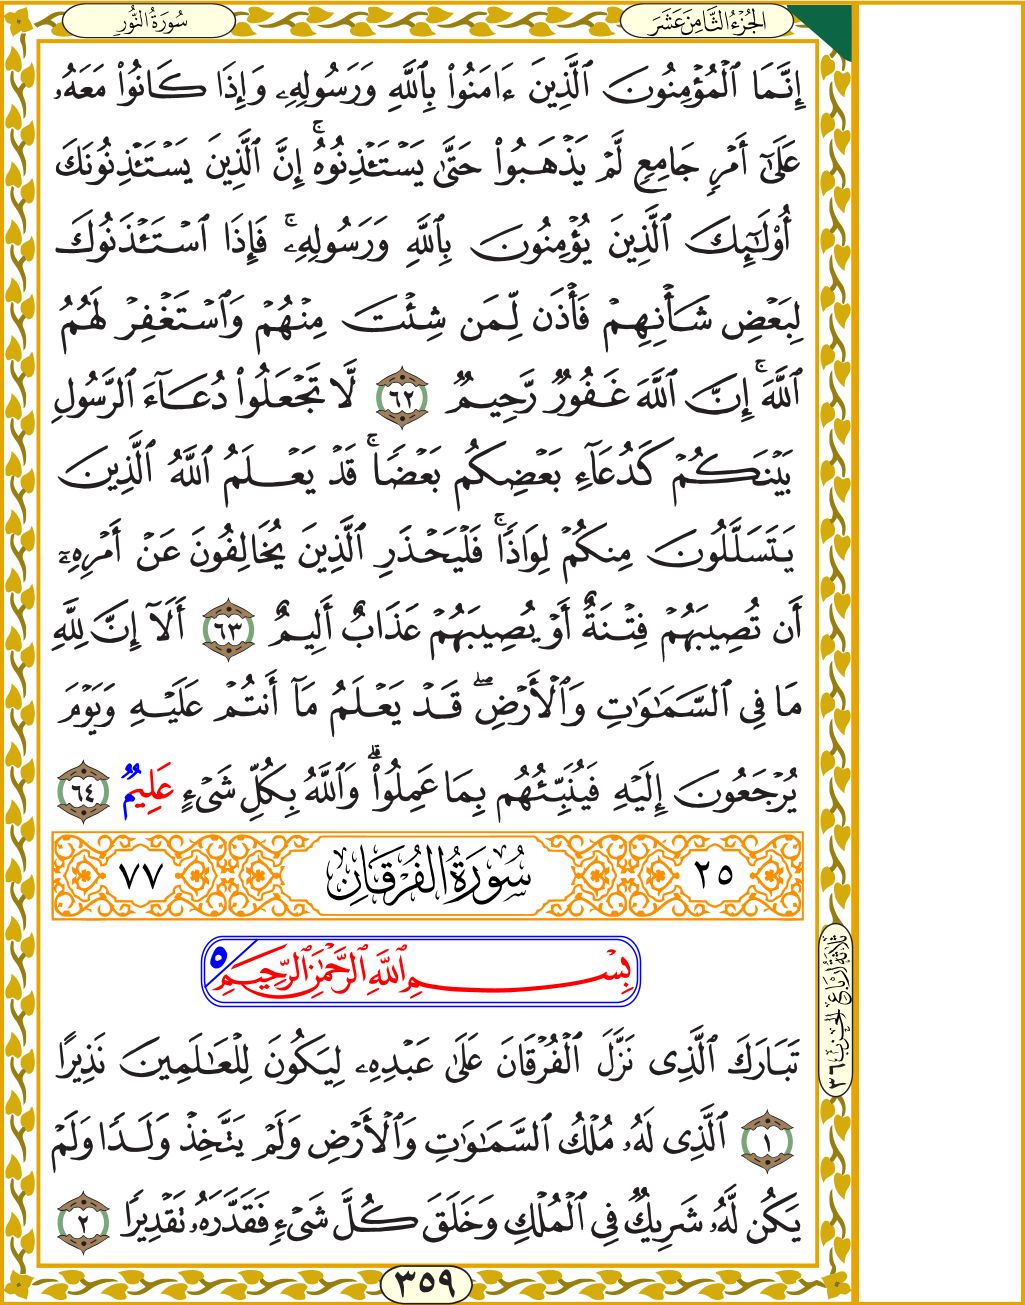 الجُزْءُ الثَّامِنَ عَشَرَ
سُورَةُ النُّورِ
إِنَّمَا ٱلْمُؤْمِنُونَ ٱلَّذِينَ ءَامَنُوا۟ بِٱللَّهِ وَرَسُولِهِۦ وَإِذَا كَانُوا۟ مَعَهُۥ
عَلَىٰٓ أَمْرٍ جَامِعٍ لَّمْ يَذْهَبُوا۟ حَتَّىٰ يَسْتَـْٔذِنُوهُ ۚ إِنَّ ٱلَّذِينَ يَسْتَـْٔذِنُونَكَ
أُو۟لَـٰٓئِكَ ٱلَّذِينَ يُؤْمِنُونَ بِٱللَّهِ وَرَسُولِهِۦ ۚ فَإِذَا ٱسْتَـْٔذَنُوكَ
لِبَعْضِ شَأْنِهِمْ فَأْذَن لِّمَن شِئْتَ مِنْهُمْ وَٱسْتَغْفِرْ لَهُمُ
ٱللَّهَ ۚ إِنَّ ٱللَّهَ غَفُورٌ رَّحِيمٌ ٦٢ لَّا تَجْعَلُوا۟ دُعَآءَ ٱلرَّسُولِ
بَيْنَكُمْ كَدُعَآءِ بَعْضِكُم بَعْضًا ۚ قَدْ يَعْلَمُ ٱللَّهُ ٱلَّذِينَ
يَتَسَلَّلُونَ مِنكُمْ لِوَاذًا ۚ فَلْيَحْذَرِ ٱلَّذِينَ يُخَالِفُونَ عَنْ أَمْرِهِۦٓ
أَن تُصِيبَهُمْ فِتْنَةٌ أَوْ يُصِيبَهُمْ عَذَابٌ أَلِيمٌ ٦٣ أَلَآ إِنَّ لِلَّهِ
مَا فِى ٱلسَّمَـٰوَٰتِ وَٱلْأَرْضِ ۖ قَدْ يَعْلَمُ مَآ أَنتُمْ عَلَيْهِ وَيَوْمَ
يُرْجَعُونَ إِلَيْهِ فَيُنَبِّئُهُم بِمَا عَمِلُوا۟ ۗ وَٱللَّهُ بِكُلِّ شَىْءٍ عَلِيمٌۢ ٦٤
٢٥ سُورَةُ الفُرْقَانِ ٧٧
بِسْمِ ٱللَّهِ ٱلرَّحْمَـٰنِ ٱلرَّحِيمِ ٥
تَبَارَكَ ٱلَّذِى نَزَّلَ ٱلْفُرْقَانَ عَلَىٰ عَبْدِهِۦ لِيَكُونَ لِلْعَـٰلَمِينَ نَذِيرًا
١ ٱلَّذِى لَهُۥ مُلْكُ ٱلسَّمَـٰوَٰتِ وَٱلْأَرْضِ وَلَمْ يَتَّخِذْ وَلَدًا وَلَمْ
يَكُن لَّهُۥ شَرِيكٌ فِى ٱلْمُلْكِ وَخَلَقَ كُلَّ شَىْءٍ فَقَدَّرَهُۥ تَقْدِيرًا ٢
ثلاثة أرباع الحزب ٣٦
٣٥٩